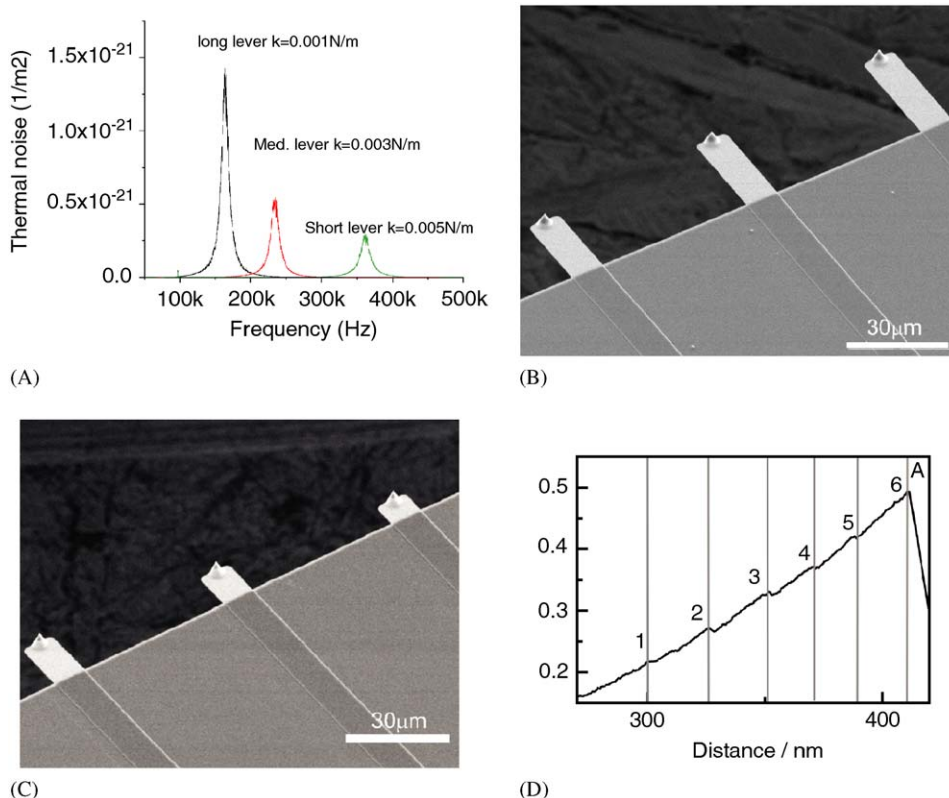 long lever k=0.001N/m
1.5x10-21
Med. lever k=0.003N/m
1.0x10-21
Short lever k=0.005N/m
0.5x10-21
0.0
Thermal noise (1/m2)
100k 200k 300k 400k 500k
Frequency (Hz)
(A)
30μm
(B)
30μm
(C)
0.5
0.4
0.3
0.2
1
2
3
4
5
6
A
300 400
Distance / nm
(D)